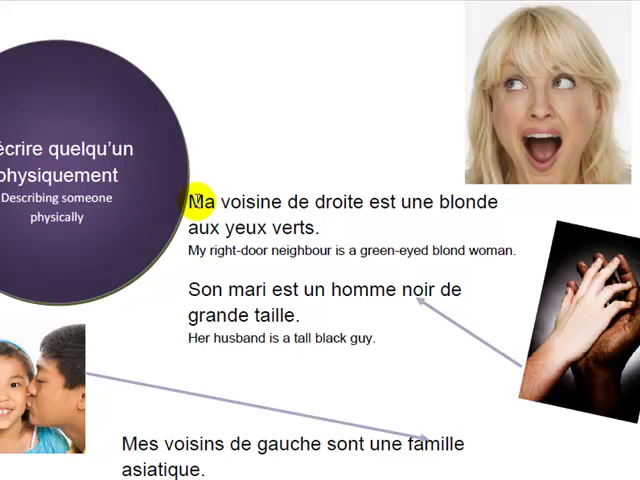 écrire quelqu’un
physiquement
Describing someone
physically
Ma voisine de droite est une blonde
aux yeux verts.
My right-door neighbour is a green-eyed blond woman.
Son mari est un homme noir de
grande taille.
Her husband is a tall black guy.
Mes voisins de gauche sont une famille
asiatique.